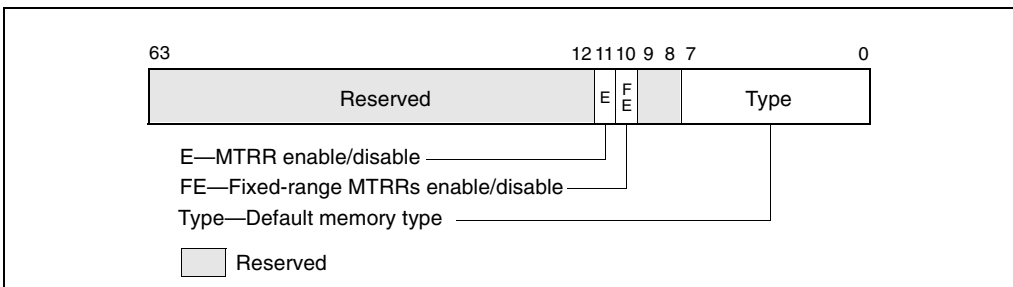 63 12 11 10 9 8 7 0
Reserved E FE Type
E—MTRR enable/disable
FE—Fixed-range MTRRs enable/disable
Type—Default memory type
Reserved